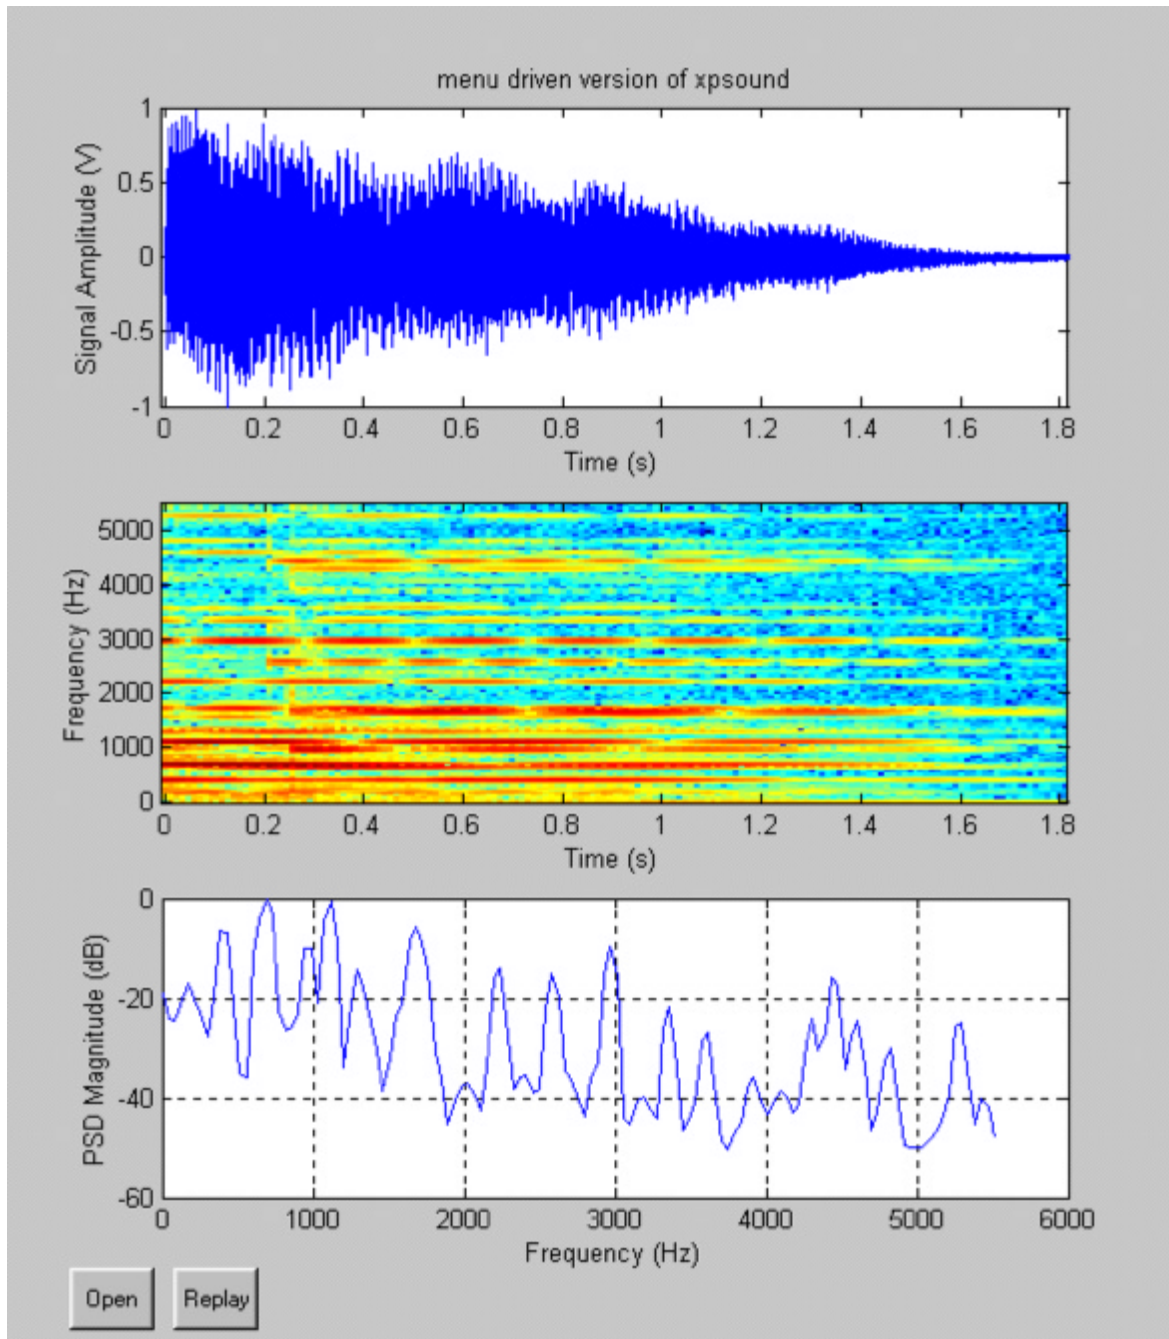 menu driven version of xpsound
1
0.5
0
-0.5
-1
Signal Amplitude (V)
0 0.2 0.4 0.6 0.8 1 1.2 1.4 1.6 1.8
Time (s)
5000
4000
3000
2000
1000
0
Frequency (Hz)
0 0.2 0.4 0.6 0.8 1 1.2 1.4 1.6 1.8
Time (s)
0
-20
-40
-60
PSD Magnitude (dB)
0 1000 2000 3000 4000 5000 6000
Frequency (Hz)
Open Replay